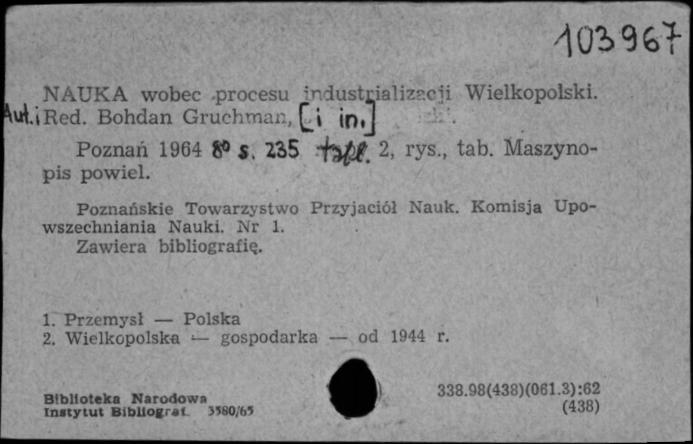 103967
NAUKA wobec procesu industrializacji Wielkopolski.
Aut. i Red. Bohdan Gruchman, [i in.]
Poznań 1964 8° s. 235 tabl. 2, rys., tab. Maszyno-
pis powiel.
Poznańskie Towarzystwo Przyjaciół Nauk. Komisja Upo-
wszechniania Nauki. Nr 1.
Zawiera bibliografię.
1. Przemysł — Polska
2. Wielkopolska — gospodarka — od 1944 r.
338.98(438)(061.3):62
(438)
Biblioteka Narodowa
Instytut Bibliograf. 3580/65